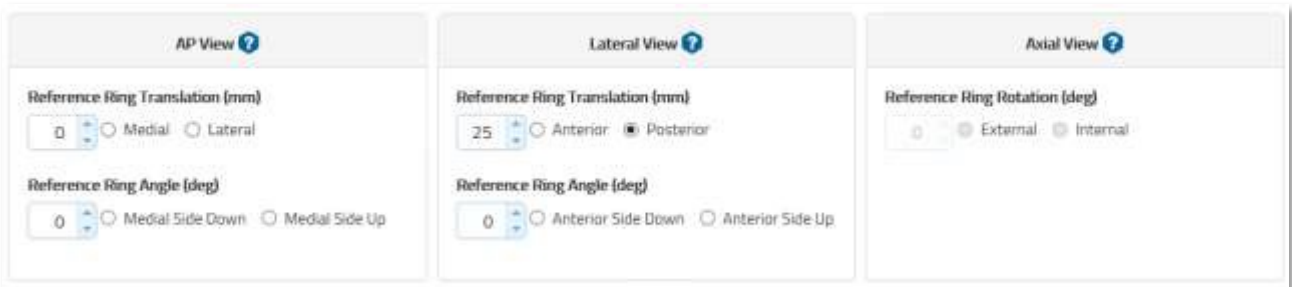 AP View ?
Reference Ring Translation (mm)
0 Medial Lateral
Reference Ring Angle (deg)
0 Medial Side Down Medial Side Up
Lateral View ?
Reference Ring Translation (mm)
25 Anterior Posterior
Reference Ring Angle (deg)
0 Anterior Side Down Anterior Side Up
Axial View ?
Reference Ring Rotation (deg)
0 External Internal